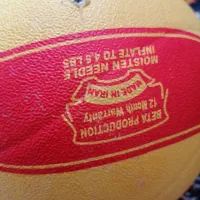 BETA PRODUCTION
12 Month Warranty
MADE IN IRAN
MOISTEN NEEDLE
INFLATE TO 4.5 LBS